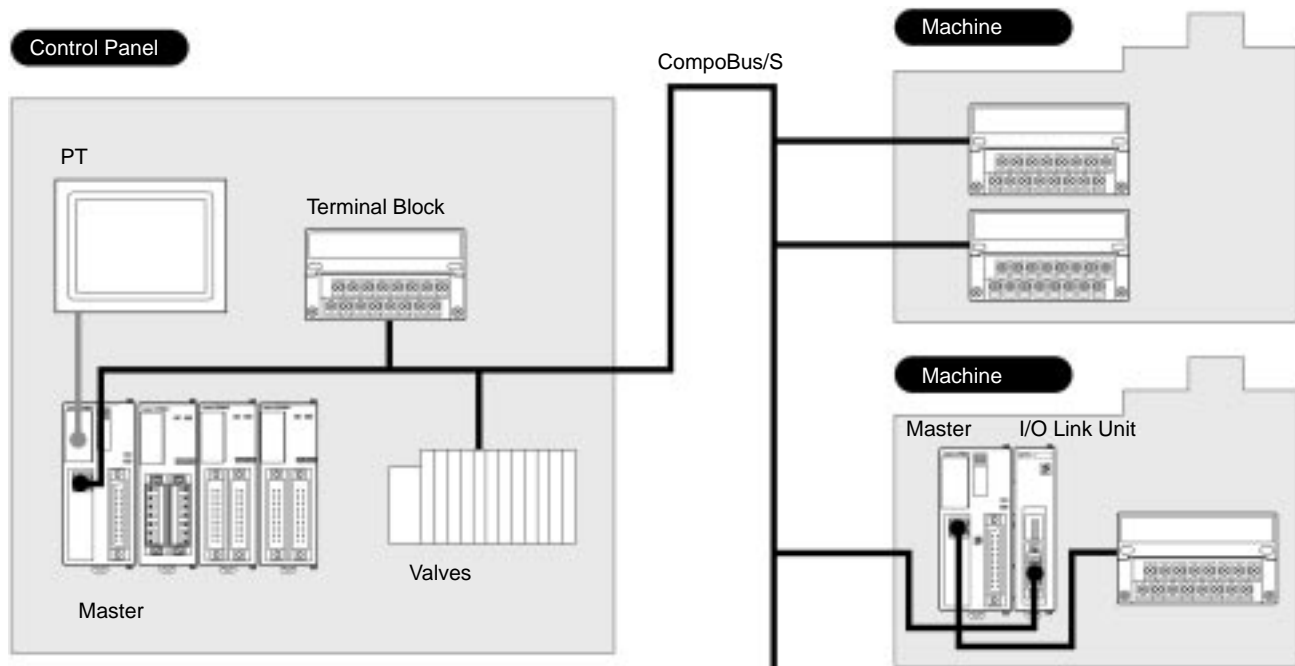 Machine
Control Panel
CompoBus/S
PT
Terminal Block
Machine
Master
I/O Link Unit
Valves
Master